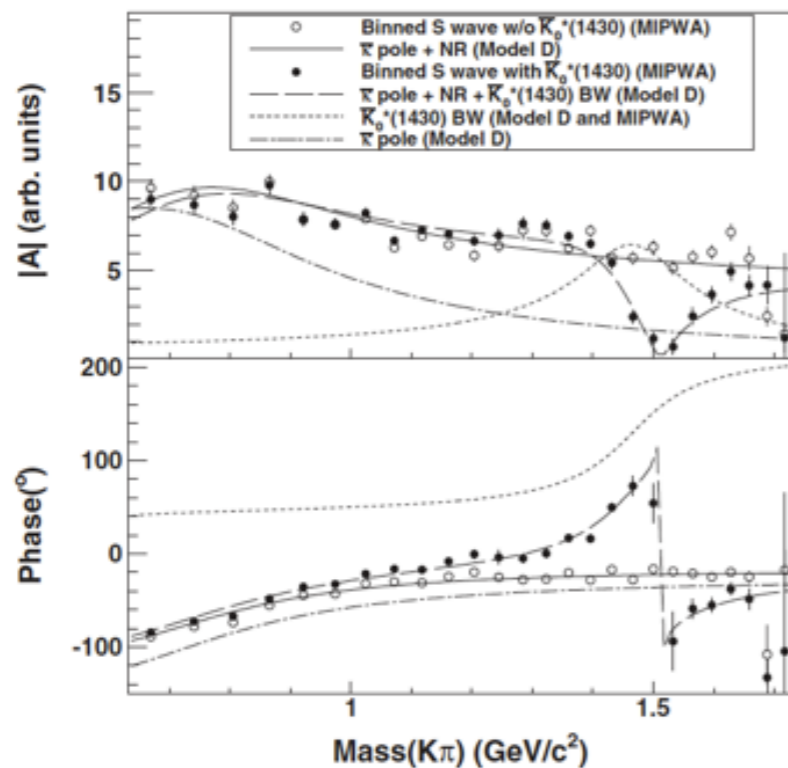 Binned S wave w/o K̅₀*(1430) (MIPWA)
κ̅ pole + NR (Model D)
Binned S wave with K̅₀*(1430) (MIPWA)
κ̅ pole + NR + K̅₀*(1430) BW (Model D)
K̅₀*(1430) BW (Model D and MIPWA)
κ̅ pole (Model D)
|A| (arb. units)
15
10
5
Phase(°)
200
100
0
-100
1
1.5
Mass(Kπ) (GeV/c²)